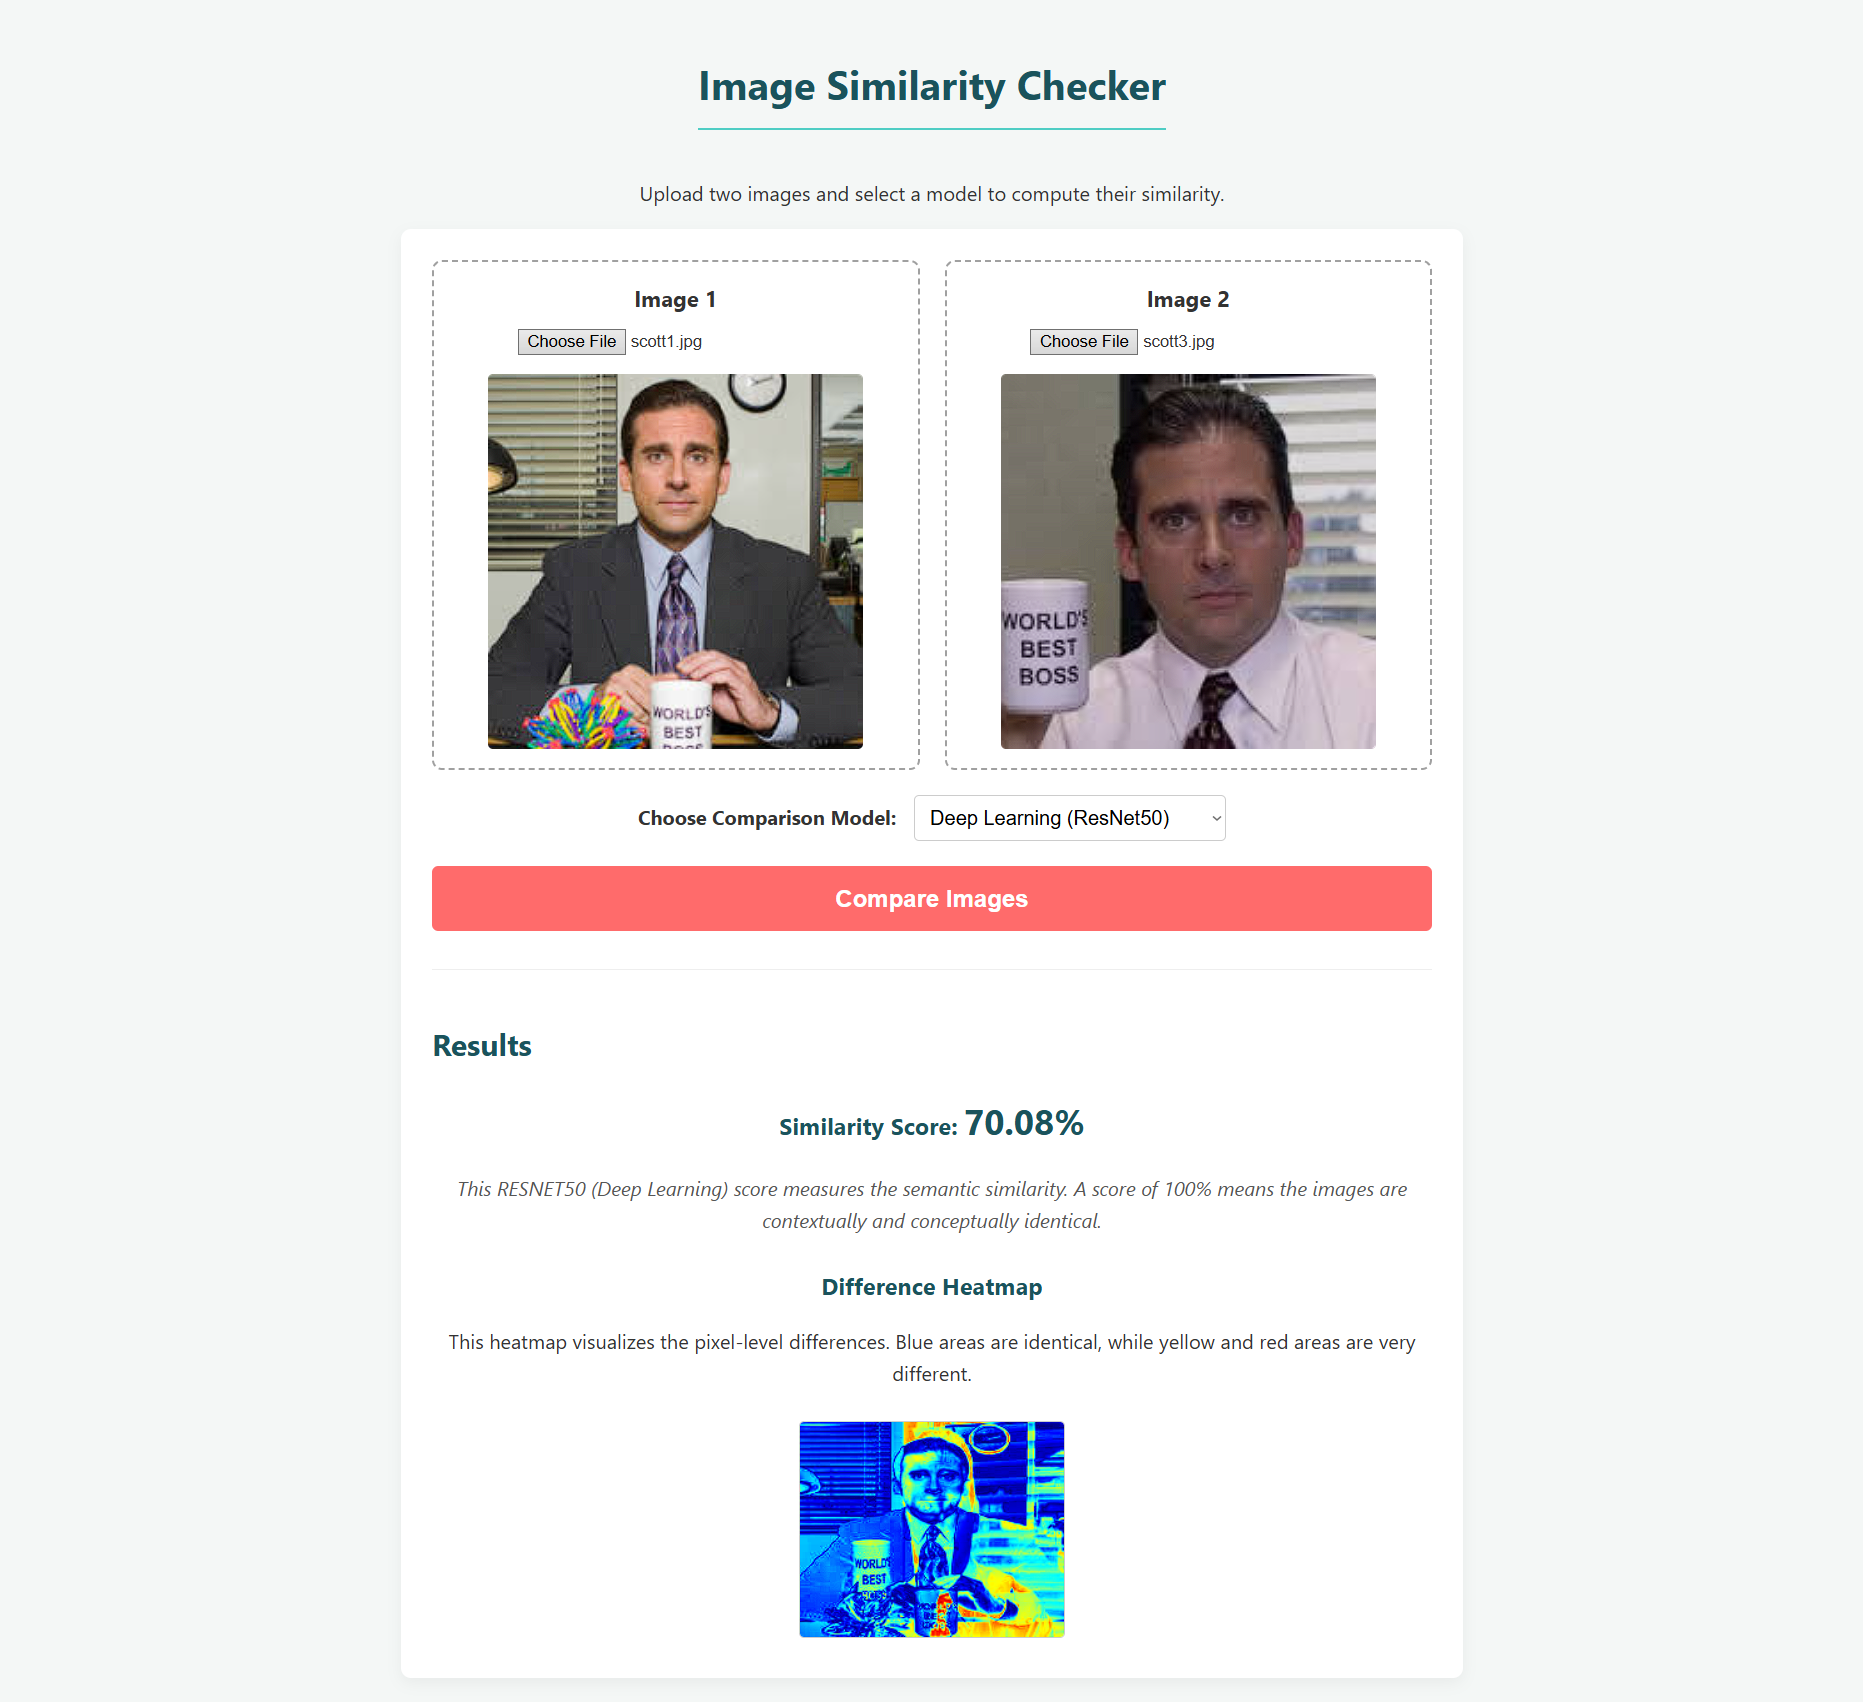 Image Similarity Checker
Upload two images and select a model to compute their similarity.
Image 1
Choose File scott1.jpg
WORLD'S
BEST
BOSS
Image 2
Choose File scott3.jpg
WORLD'S
BEST
BOSS
Choose Comparison Model: Deep Learning (ResNet50)
Compare Images
Results
Similarity Score: 70.08%
This RESNET50 (Deep Learning) score measures the semantic similarity. A score of 100% means the images are
contextually and conceptually identical.
Difference Heatmap
This heatmap visualizes the pixel-level differences. Blue areas are identical, while yellow and red areas are very
different.
WORLD'S
BEST
BOSS